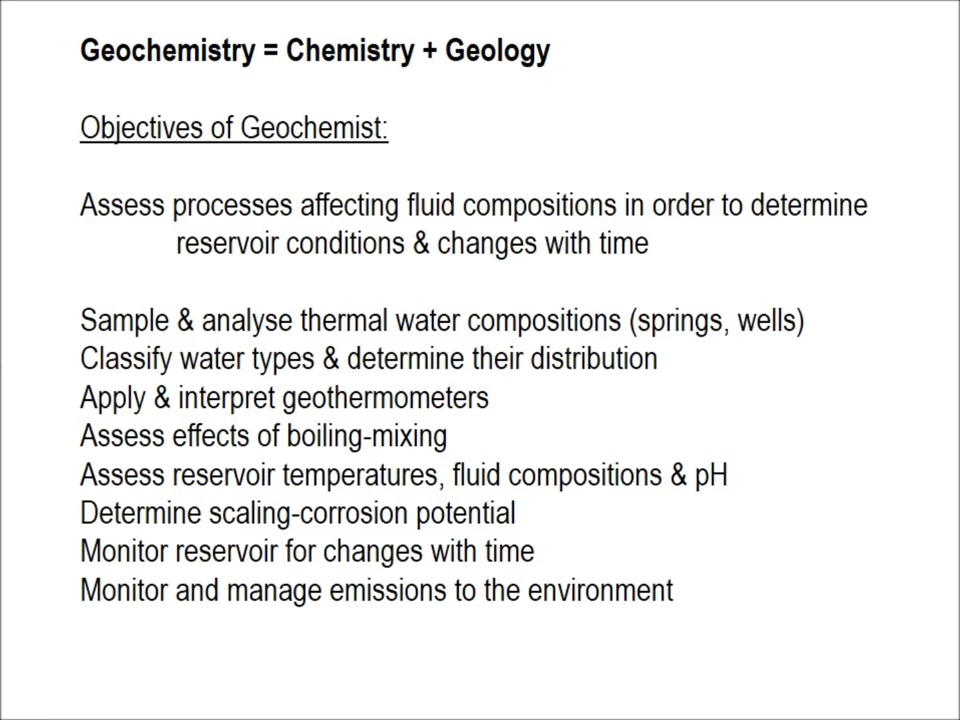 Geochemistry = Chemistry + Geology
Objectives of Geochemist:
Assess processes affecting fluid compositions in order to determine
reservoir conditions & changes with time
Sample & analyse thermal water compositions (springs, wells)
Classify water types & determine their distribution
Apply & interpret geothermometers
Assess effects of boiling-mixing
Assess reservoir temperatures, fluid compositions & pH
Determine scaling-corrosion potential
Monitor reservoir for changes with time
Monitor and manage emissions to the environment